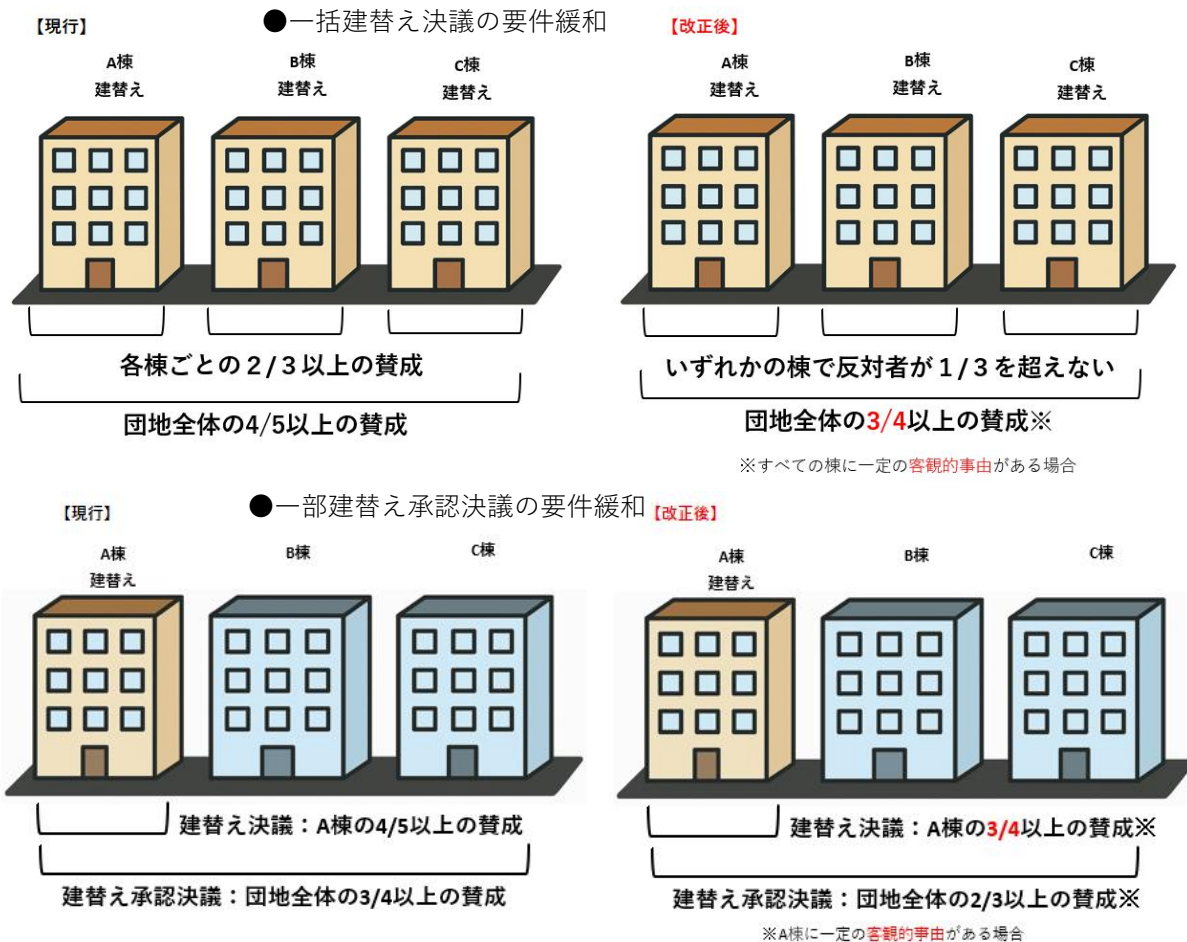 ●一括建替え決議の要件緩和
【現行】
A棟
建替え
B棟
建替え
C棟
建替え
各棟ごとの2/3以上の賛成
団地全体の4/5以上の賛成
【改正後】
A棟
建替え
B棟
建替え
C棟
建替え
いずれかの棟で反対者が1/3を超えない
団地全体の3/4以上の賛成※
※すべての棟に一定の客観的事由がある場合
●一部建替え承認決議の要件緩和
【現行】
A棟
建替え
B棟
C棟
建替え決議：A棟の4/5以上の賛成
建替え承認決議：団地全体の3/4以上の賛成
【改正後】
A棟
建替え
B棟
C棟
建替え決議：A棟の3/4以上の賛成※
建替え承認決議：団地全体の2/3以上の賛成※
※A棟に一定の客観的事由がある場合